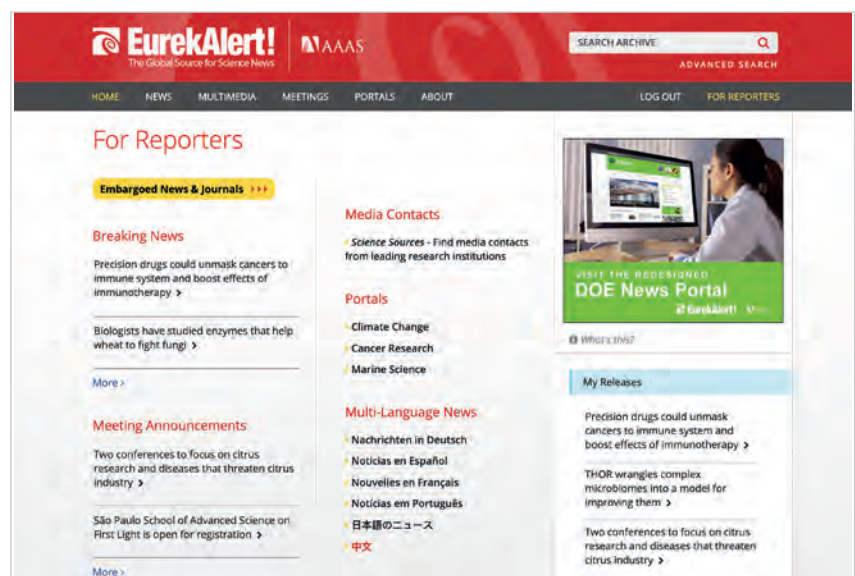 EurekAlert!
The Global Source for Science News
AAAS
SEARCH ARCHIVE
ADVANCED SEARCH
HOME NEWS MULTIMEDIA MEETINGS PORTALS ABOUT LOG OUT FOR REPORTERS
For Reporters
Embargoed News & Journals
Breaking News
Precision drugs could unmask cancers to
immune system and boost effects of
immunotherapy >
Biologists have studied enzymes that help
wheat to fight fungi >
More >
Meeting Announcements
Two conferences to focus on citrus
research and diseases that threaten citrus
industry >
São Paulo School of Advanced Science on
First Light is open for registration >
More >
Media Contacts
Science Sources - Find media contacts
from leading research institutions
Portals
Climate Change
Cancer Research
Marine Science
Multi-Language News
Nachrichten in Deutsch
Noticias en Español
Nouvelles en Français
Notícias em Português
日本語のニュース
中文
VISIT THE REDESIGNED
DOE News Portal
EurekAlert!
What's this?
My Releases
Precision drugs could unmask
cancers to immune system and
boost effects of immunotherapy >
THOR wrangles complex
microbiomes into a model for
improving them >
Two conferences to focus on citrus
research and diseases that threaten
citrus industry >